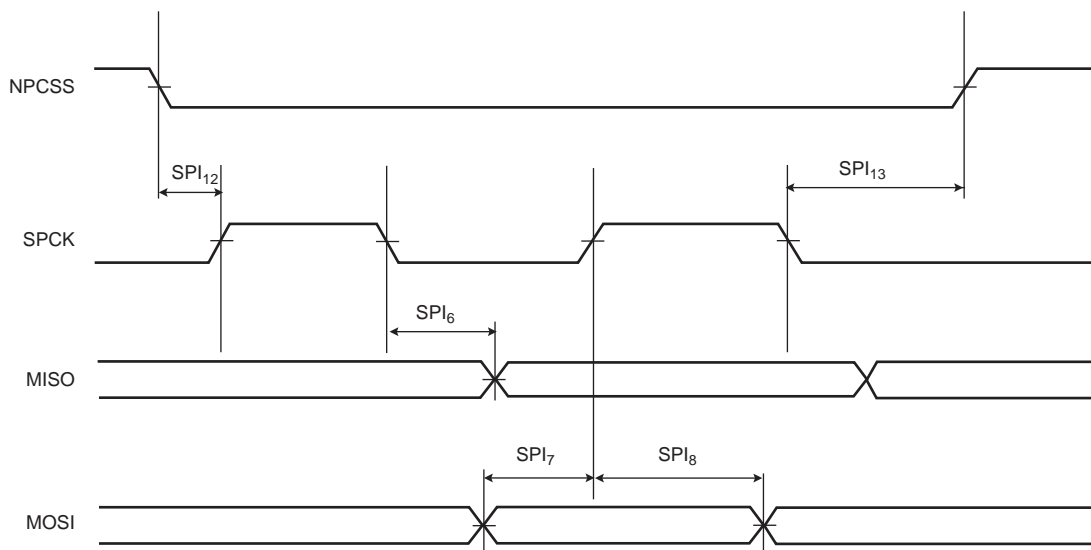 NPCSS
SPI₁₂
SPI₁₃
SPCK
SPI₆
MISO
SPI₇
SPI₈
MOSI